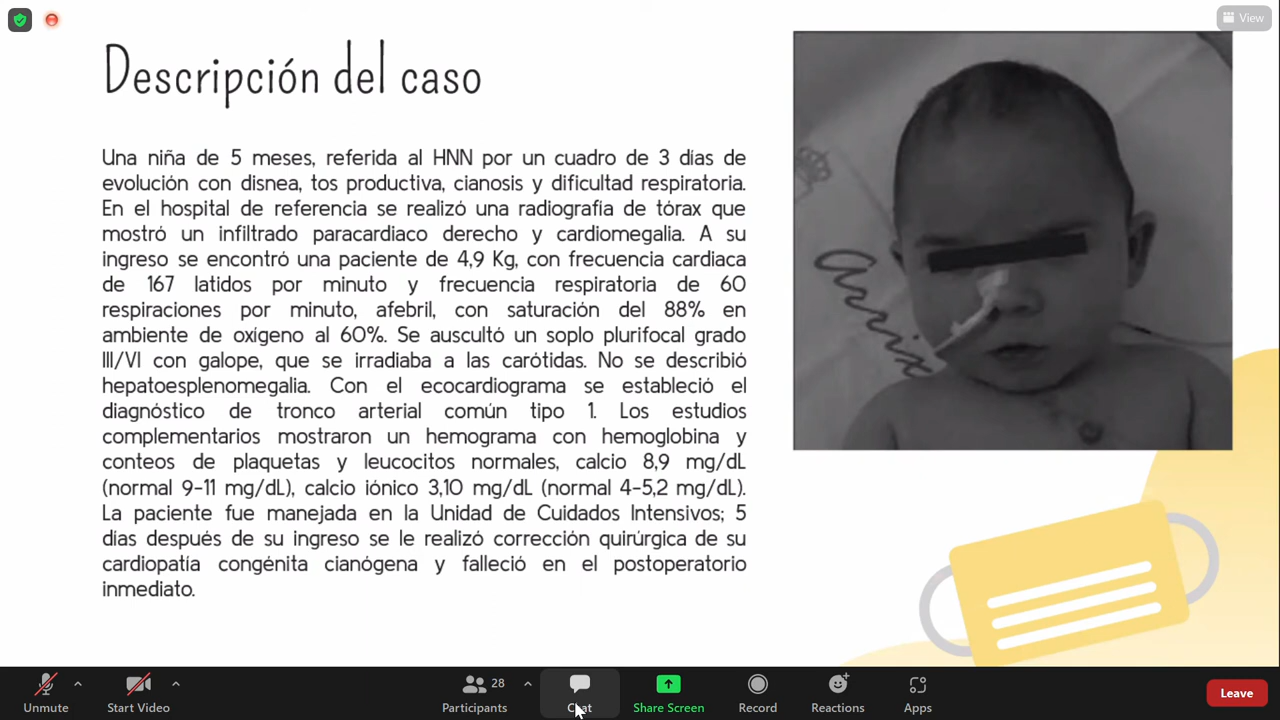 View
Descripción del caso
Una niña de 5 meses, referida al HNN por un cuadro de 3 días de
evolución con disnea, tos productiva, cianosis y dificultad respiratoria.
En el hospital de referencia se realizó una radiografía de tórax que
mostró un infiltrado paracardiaco derecho y cardiomegalia. A su
ingreso se encontró una paciente de 4,9 Kg, con frecuencia cardiaca
de 167 latidos por minuto y frecuencia respiratoria de 60
respiraciones por minuto, afebril, con saturación del 88% en
ambiente de oxígeno al 60%. Se auscultó un soplo plurifocal grado
III/VI con galope, que se irradiaba a las carótidas. No se describió
hepatoesplenomegalia. Con el ecocardiograma se estableció el
diagnóstico de tronco arterial común tipo 1. Los estudios
complementarios mostraron un hemograma con hemoglobina y
conteos de plaquetas y leucocitos normales, calcio 8,9 mg/dL
(normal 9-11 mg/dL), calcio iónico 3,10 mg/dL (normal 4-5,2 mg/dL).
La paciente fue manejada en la Unidad de Cuidados Intensivos; 5
días después de su ingreso se le realizó corrección quirúrgica de su
cardiopatía congénita cianógena y falleció en el postoperatorio
inmediato.
Unmute
Start Video
28
Participants
Chat
Share Screen
Record
Reactions
Apps
Leave